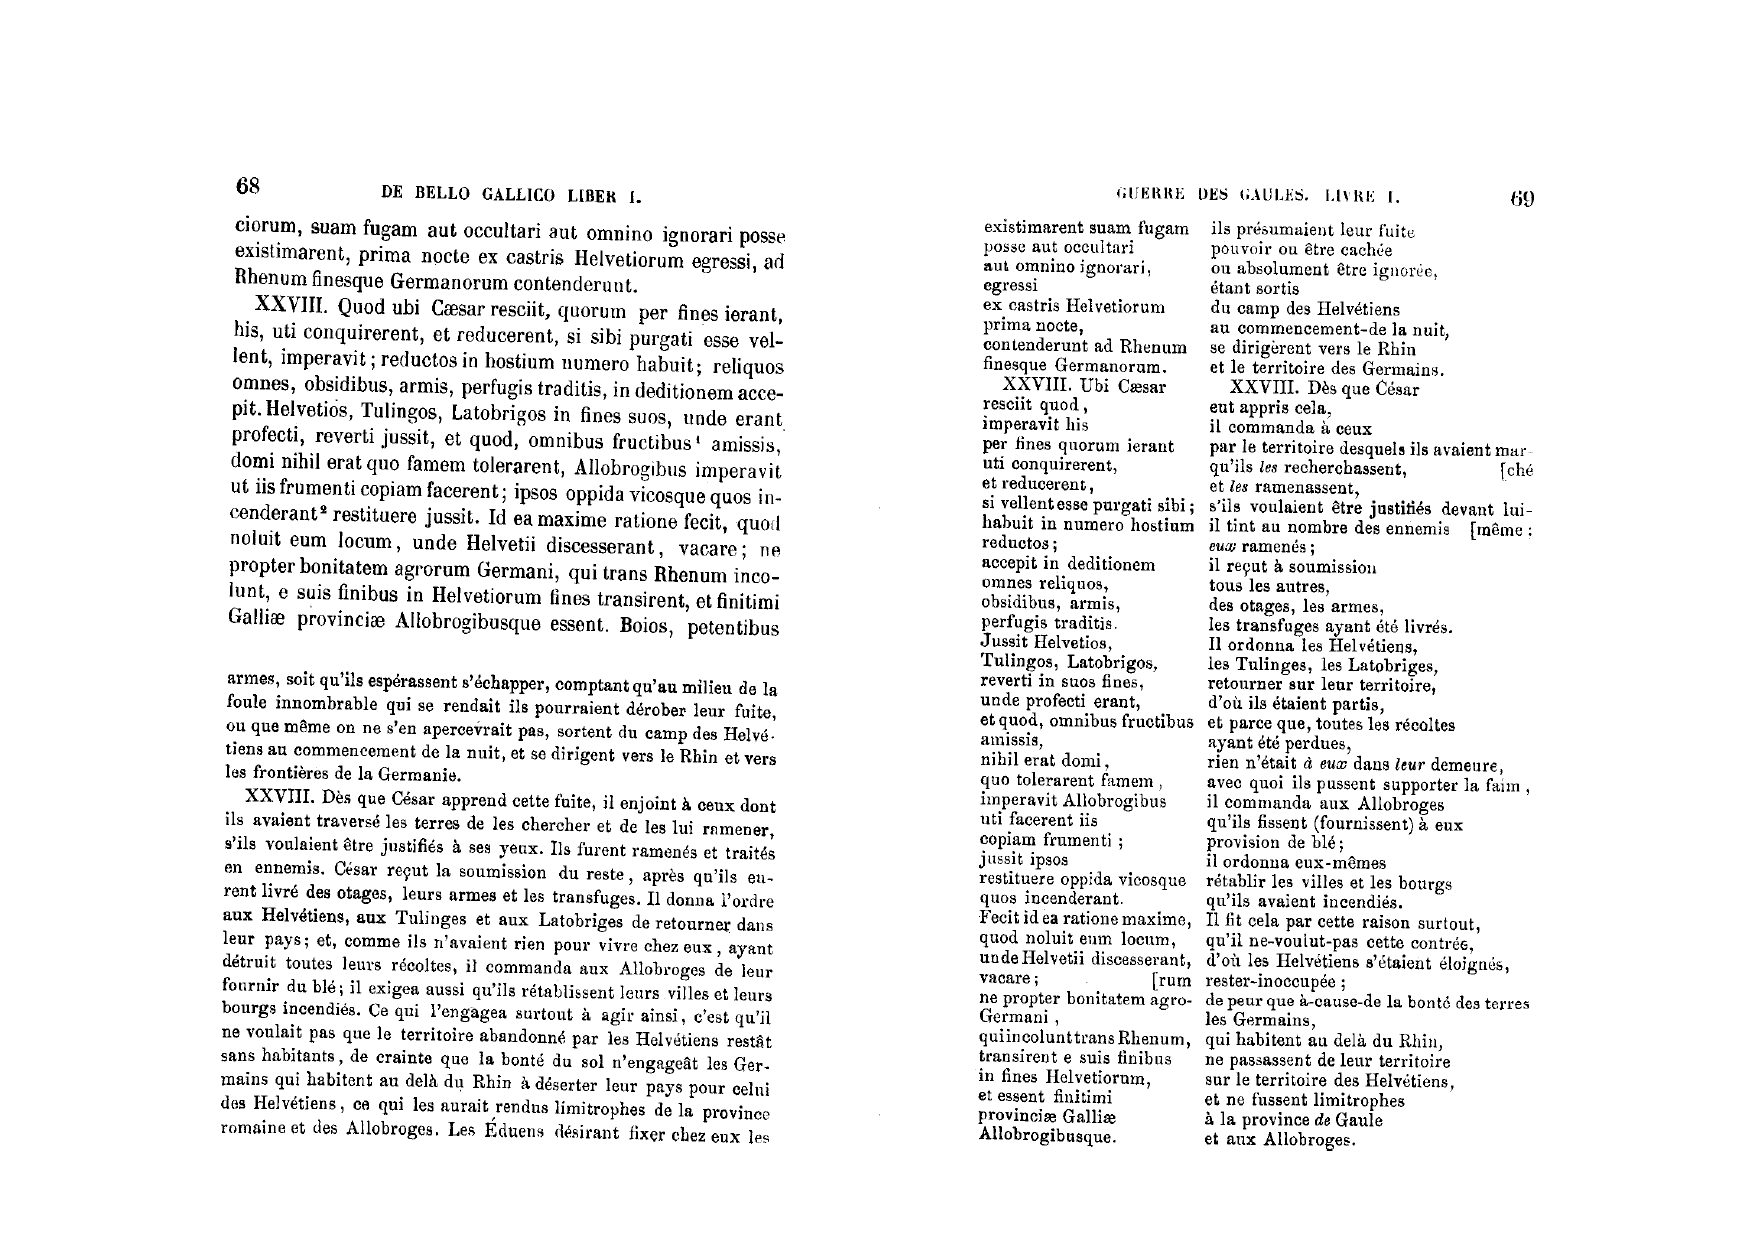 68
DE BELLO GALLICO LIBER I.
ciorum, suam fugam aut occultari aut omnino ignorari posse
existimarent, prima nocte ex castris Helvetiorum egressi, ad
Rhenum finesque Germanorum contenderunt.
XXVIII. Quod ubi Cæsar resciit, quorum per fines ierant,
his, uti conquirerent, et reducerent, si sibi purgati esse vel-
lent, imperavit ; reductos in hostium numero habuit ; reliquos
omnes, obsidibus, armis, perfugis traditis, in deditionem acce-
pit. Helvetios, Tulingos, Latobrigos in fines suos, unde erant
profecti, reverti jussit, et quod, omnibus fructibus¹ amissis,
domi nihil erat quo famem tolerarent, Allobrogibus imperavit
ut iis frumenti copiam facerent ; ipsos oppida vicosque quos in-
cenderant² restituere jussit. Id ea maxime ratione fecit, quod
noluit eum locum, unde Helvetii discesserant, vacare ; ne
propter bonitatem agrorum Germani, qui trans Rhenum inco-
lunt, e suis finibus in Helvetiorum fines transirent, et finitimi
Galliæ provinciæ Allobrogibusque essent. Boios, petentibus
armes, soit qu'ils espérassent s'échapper, comptant qu'au milieu de la
foule innombrable qui se rendait ils pourraient dérober leur fuite,
ou que même on ne s'en apercevrait pas, sortent du camp des Helvé-
tiens au commencement de la nuit, et se dirigent vers le Rhin et vers
les frontières de la Germanie.
XXVIII. Dès que César apprend cette fuite, il enjoint à ceux dont
ils avaient traversé les terres de les chercher et de les lui ramener,
s'ils voulaient être justifiés à ses yeux. Ils furent ramenés et traités
en ennemis. César reçut la soumission du reste, après qu'ils eu-
rent livré des otages, leurs armes et les transfuges. Il donna l'ordre
aux Helvétiens, aux Tulinges et aux Latobriges de retourner dans
leur pays ; et, comme ils n'avaient rien pour vivre chez eux, ayant
détruit toutes leurs récoltes, il commanda aux Allobroges de leur
fournir du blé ; il exigea aussi qu'ils rétablissent leurs villes et leurs
bourgs incendiés. Ce qui l'engagea surtout à agir ainsi, c'est qu'il
ne voulait pas que le territoire abandonné par les Helvétiens restât
sans habitants, de crainte que la bonté du sol n'engageât les Ger-
mains qui habitent au delà du Rhin à déserter leur pays pour celui
des Helvétiens, ce qui les aurait rendus limitrophes de la province
romaine et des Allobroges. Les Éduens désirant fixer chez eux les
GUERRE DES GAULES. LIVRE I.
69
existimarent suam fugam
posse aut occultari
aut omnino ignorari,
egressi
ex castris Helvetiorum
prima nocte,
contenderunt ad Rhenum
finesque Germanorum.
XXVIII. Ubi Cæsar
resciit quod,
imperavit his
per fines quorum ierant
uti conquirerent,
et reducerent,
si vellent esse purgati sibi ;
habuit in numero hostium
reductos ;
accepit in deditionem
omnes reliquos,
obsidibus, armis,
perfugis traditis.
Jussit Helvetios,
Tulingos, Latobrigos,
reverti in suos fines,
unde profecti erant,
et quod, omnibus fructibus
amissis,
nihil erat domi,
quo tolerarent famem,
imperavit Allobrogibus
uti facerent iis
copiam frumenti ;
jussit ipsos
restituere oppida vicosque
quos incenderant.
Fecit id ea ratione maxime,
quod noluit eum locum,
unde Helvetii discesserant,
vacare ; [rum
ne propter bonitatem agro-
Germani,
qui incolunt trans Rhenum,
transirent e suis finibus
in fines Helvetiorum,
et essent finitimi
provinciæ Galliæ
Allobrogibusque.
ils présumaient leur fuite
pouvoir ou être cachée
ou absolument être ignorée,
étant sortis
du camp des Helvétiens
au commencement-de la nuit,
se dirigèrent vers le Rhin
et le territoire des Germains.
XXVIII. Dès que César
eut appris cela,
il commanda à ceux
par le territoire desquels ils avaient mar-
qu'ils les recherchassent, [ché
et les ramenassent,
s'ils voulaient être justifiés devant lui-
il tint au nombre des ennemis [même :
eux ramenés ;
il reçut à soumission
tous les autres,
des otages, les armes,
les transfuges ayant été livrés.
Il ordonna les Helvétiens,
les Tulinges, les Latobriges,
retourner sur leur territoire,
d'où ils étaient partis,
et parce que, toutes les récoltes
ayant été perdues,
rien n'était à eux dans leur demeure,
avec quoi ils pussent supporter la faim,
il commanda aux Allobroges
qu'ils fissent (fournissent) à eux
provision de blé ;
il ordonna eux-mêmes
rétablir les villes et les bourgs
qu'ils avaient incendiés.
Il fit cela par cette raison surtout,
qu'il ne-voulut-pas cette contrée,
d'où les Helvétiens s'étaient éloignés,
rester-inoccupée ;
de peur que à-cause-de la bonté des terres
les Germains,
qui habitent au delà du Rhin,
ne passassent de leur territoire
sur le territoire des Helvétiens,
et ne fussent limitrophes
à la province de Gaule
et aux Allobroges.